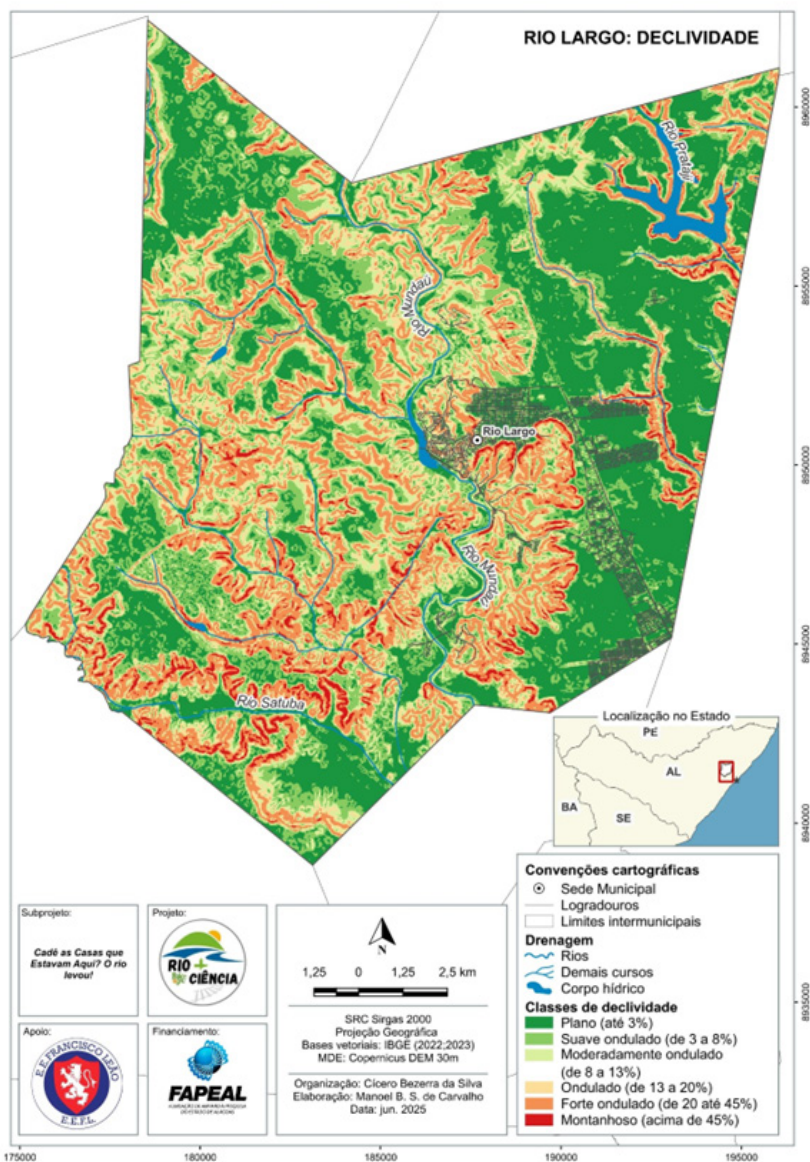 RIO LARGO: DECLIVIDADE
Rio Pratagi
Rio Mundaú
Rio Largo
Rio Mundaú
Rio Satuba
8960000
8955000
8950000
8945000
8940000
8935000
Localização no Estado
PE
AL
BA
SE
Convenções cartográficas
Sede Municipal
Logradouros
Limites intermunicipais
Drenagem
Rios
Demais cursos
Corpo hídrico
Classes de declividade
Plano (até 3%)
Suave ondulado (de 3 a 8%)
Moderadamente ondulado
(de 8 a 13%)
Ondulado (de 13 a 20%)
Forte ondulado (de 20 até 45%)
Montanhoso (acima de 45%)
Subprojeto:
Cadê as Casas que
Estavam Aqui? O rio
levou!
Projeto:
RIO +
CIÊNCIA
Apoio:
E.E. FRANCISCO LEÃO
E.E.F.L.
Financiamento:
FAPEAL
N
1,25 0 1,25 2,5 km
SRC Sirgas 2000
Projeção Geográfica
Bases vetoriais: IBGE (2022;2023)
MDE: Copernicus DEM 30m
Organização: Cícero Bezerra da Silva
Elaboração: Manoel B. S. de Carvalho
Data: jun. 2025
175000 180000 185000 190000 195000